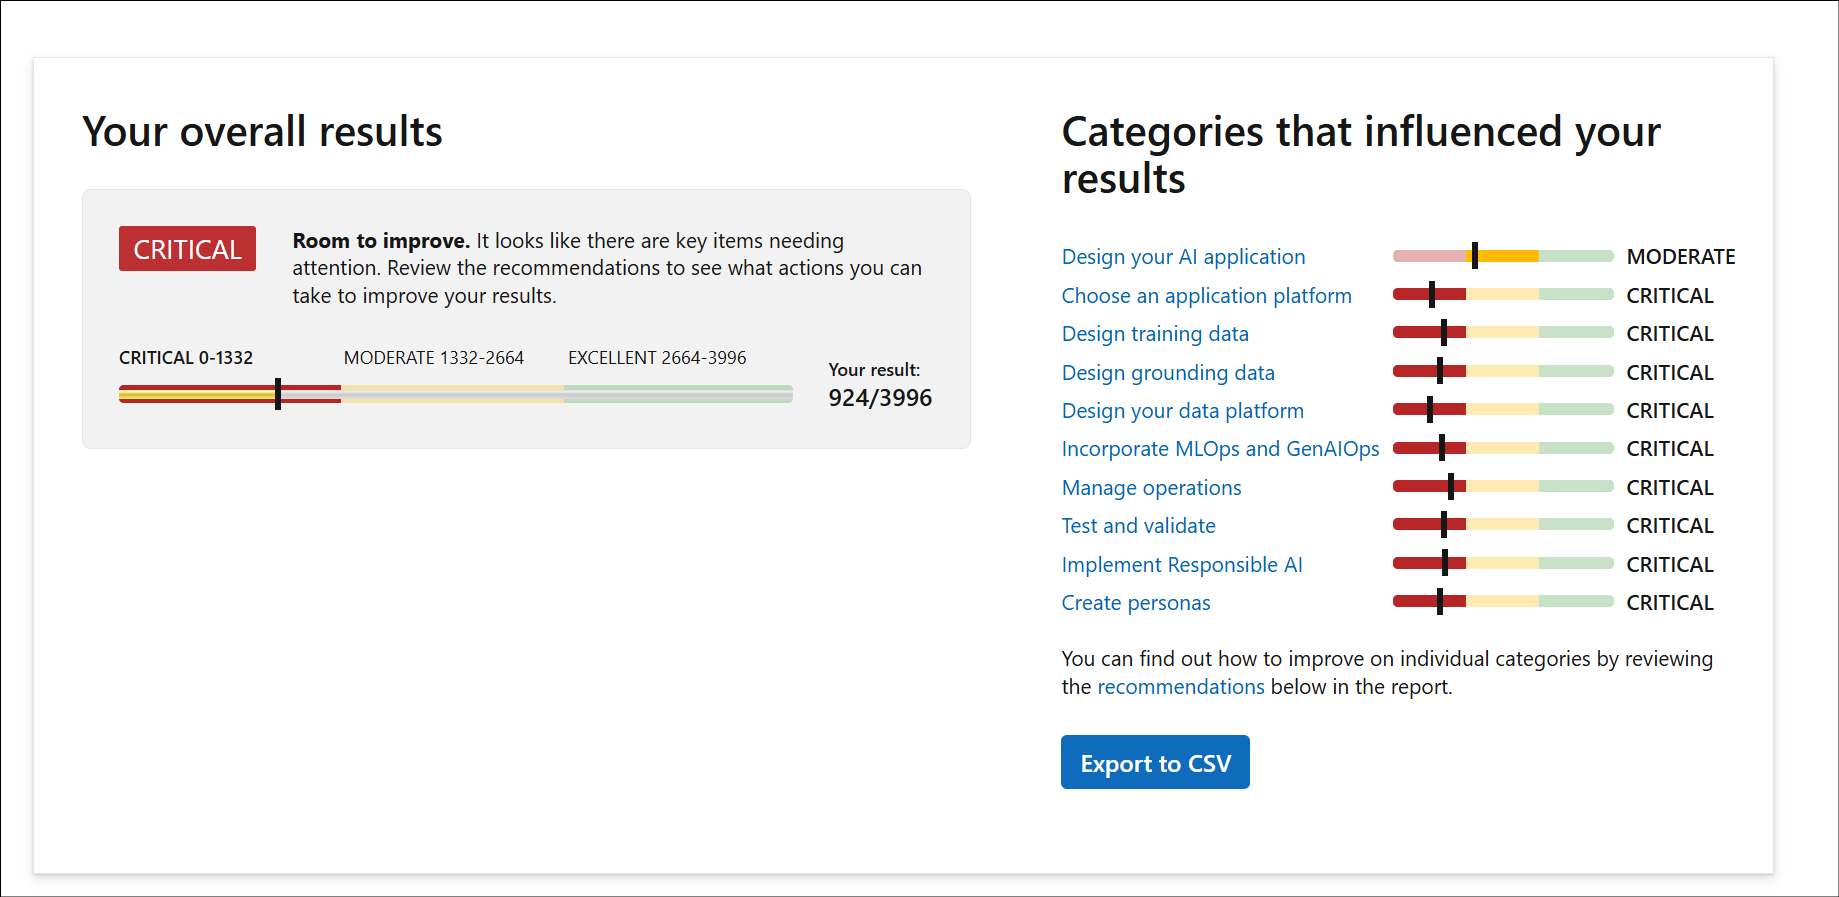 Your overall results
CRITICAL
Room to improve. It looks like there are key items needing
attention. Review the recommendations to see what actions you can
take to improve your results.
CRITICAL 0-1332
MODERATE 1332-2664
EXCELLENT 2664-3996
Your result:
924/3996
Categories that influenced your
results
Design your AI application MODERATE
Choose an application platform CRITICAL
Design training data CRITICAL
Design grounding data CRITICAL
Design your data platform CRITICAL
Incorporate MLOps and GenAIOps CRITICAL
Manage operations CRITICAL
Test and validate CRITICAL
Implement Responsible AI CRITICAL
Create personas CRITICAL
You can find out how to improve on individual categories by reviewing
the recommendations below in the report.
Export to CSV